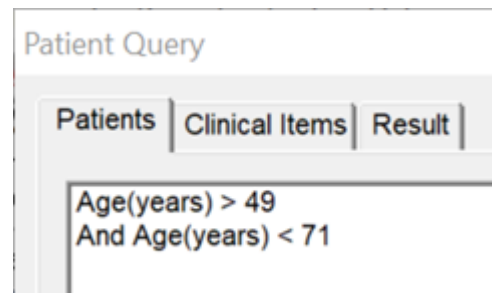 Patient Query
Patients Clinical Items Result
Age(years) > 49
And Age(years) < 71